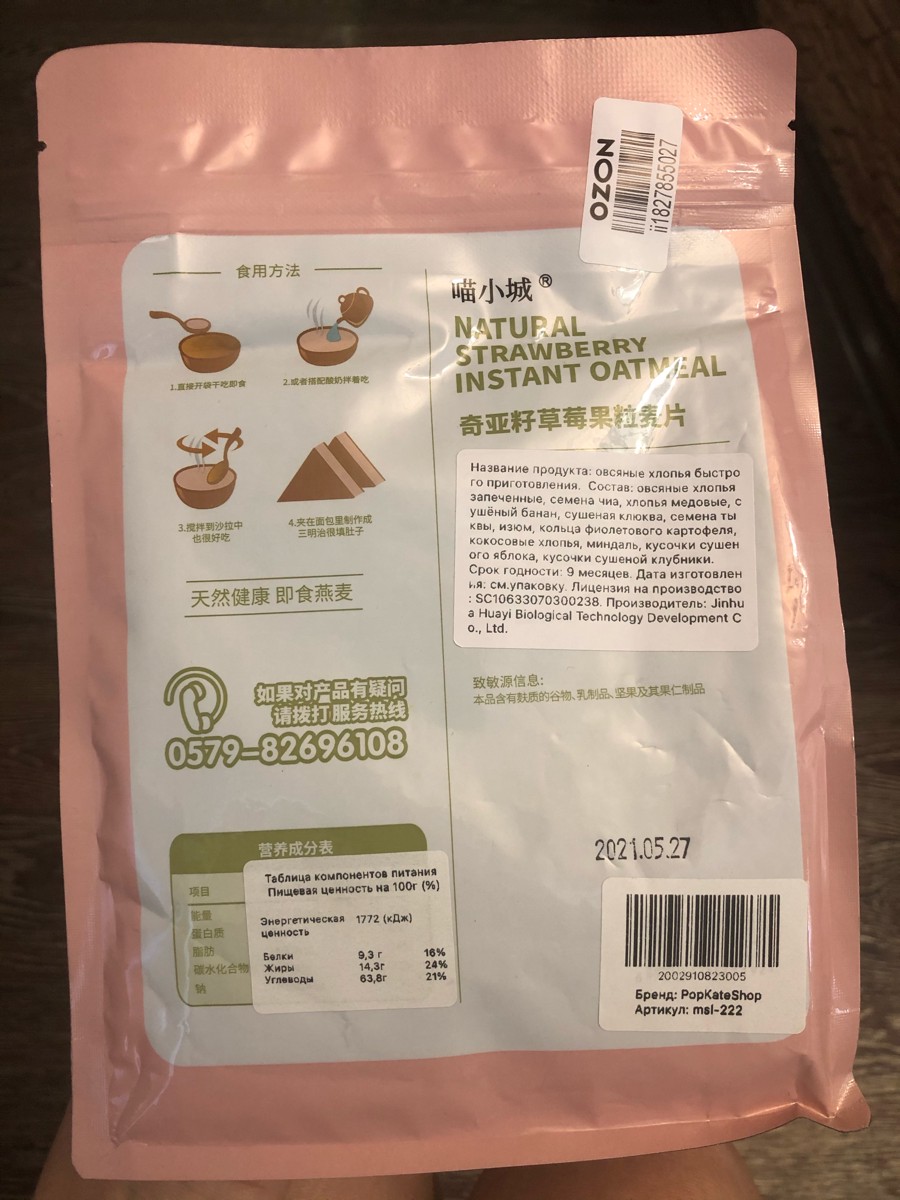 OZON
ii1827855027
食用方法
1.直接开袋干吃即食
2.或者搭配酸奶拌着吃
3.搅拌到沙拉中
也很好吃
4.夹在面包里制作成
三明治很填肚子
天然健康 即食燕麦
如果对产品有疑问
请拨打服务热线
0579-82696108
营养成分表
项目
能量
蛋白质
脂肪
碳水化合物
钠
Таблица компонентов питания
Пищевая ценность на 100г (%)
Энергетическая 1772 (кДж)
ценность
Белки 9,3 г 16%
Жиры 14,3г 24%
Углеводы 63,8г 21%
喵小城®
NATURAL
STRAWBERRY
INSTANT OATMEAL
奇亚籽草莓果粒麦片
Название продукта: овсяные хлопья быстро
го приготовления. Состав: овсяные хлопья
запеченные, семена чиа, хлопья медовые, с
ушёный банан, сушеная клюква, семена ты
квы, изюм, кольца фиолетового картофеля,
кокосовые хлопья, миндаль, кусочки сушен
ого яблока, кусочки сушеной клубники.
Срок годности: 9 месяцев. Дата изготовлен
ия: см.упаковку. Лицензия на производство
: SC10633070300238. Производитель: Jinhu
a Huayi Biological Technology Development C
o., Ltd.
致敏源信息:
本品含有麸质的谷物、乳制品、坚果及其果仁制品
2021.05.27
2002910823005
Бренд: PopKateShop
Артикул: msl-222